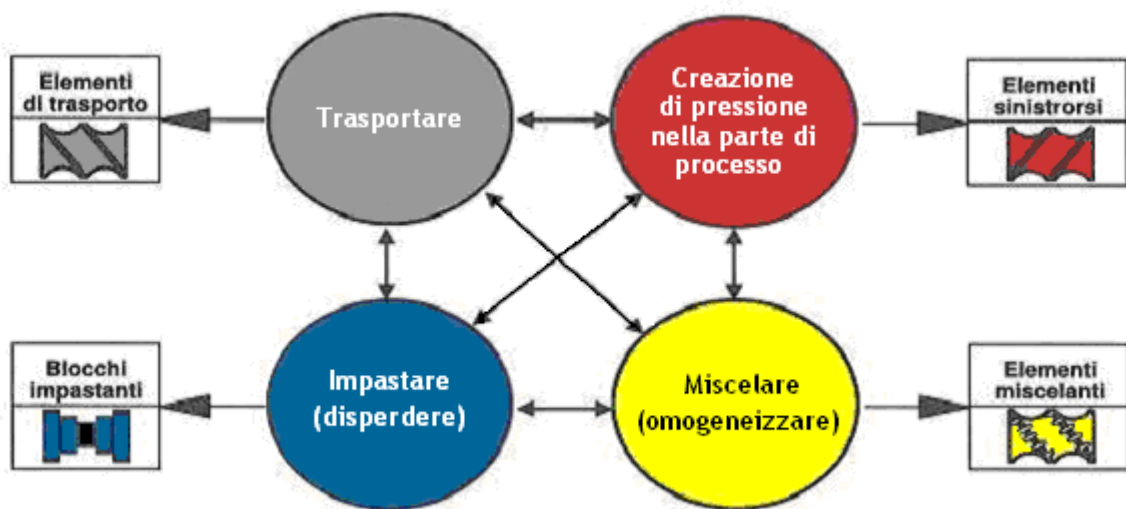 Elementi
di trasporto
Trasportare
Creazione
di pressione
nella parte di
processo
Elementi
sinistrorsi
Blocchi
impastanti
Impastare
(disperdere)
Miscelare
(omogeneizzare)
Elementi
miscelanti